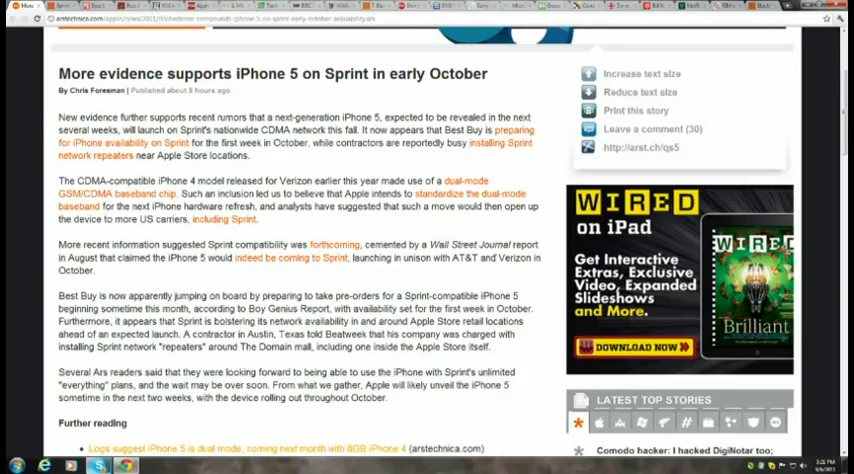 More evidence supports iPhone 5 on Sprint in early October
By Chris Foresman | Published about 8 hours ago
New evidence further supports recent rumors that a next-generation iPhone 5, expected to be revealed in the next
several weeks, will launch on Sprint's nationwide CDMA network this fall. It now appears that Best Buy is preparing
for iPhone availability on Sprint for the first week in October, while contractors are reportedly busy installing Sprint
network repeaters near Apple Store locations.
The CDMA-compatible iPhone 4 model released for Verizon earlier this year made use of a dual-mode
GSM/CDMA baseband chip. Such an inclusion led us to believe that Apple intends to standardize the dual-mode
baseband for the next iPhone hardware refresh, and analysts have suggested that such a move would then open up
the device to more US carriers, including Sprint.
More recent information suggested Sprint compatibility was forthcoming, cemented by a Wall Street Journal report
in August that claimed the iPhone 5 would indeed be coming to Sprint, launching in unison with AT&T and Verizon in
October.
Best Buy is now apparently jumping on board by preparing to take pre-orders for a Sprint-compatible iPhone 5
beginning sometime this month, according to Boy Genius Report, with availability set for the first week in October.
Furthermore, it appears that Sprint is bolstering its network availability in and around Apple Store retail locations
ahead of an expected launch. A contractor in Austin, Texas told Beatweek that his company was charged with
installing Sprint network "repeaters" around The Domain mall, including one inside the Apple Store itself.
Several Ars readers said that they were looking forward to being able to use the iPhone with Sprint's unlimited
"everything" plans, and the wait may be over soon. From what we gather, Apple will likely unveil the iPhone 5
sometime in the next two weeks, with the device rolling out throughout October.
Further reading
Logs suggest iPhone 5 is dual mode, coming next month with 8GB iPhone 4 (arstechnica.com)
Increase text size
Reduce text size
Print this story
Leave a comment (30)
http://arst.ch/qs5
WIRED
on iPad
Get Interactive
Extras, Exclusive
Video, Expanded
Slideshows
and More.
DOWNLOAD NOW
WIRED
Brilliant
LATEST TOP STORIES
Comodo hacker: I hacked DigiNotar too;